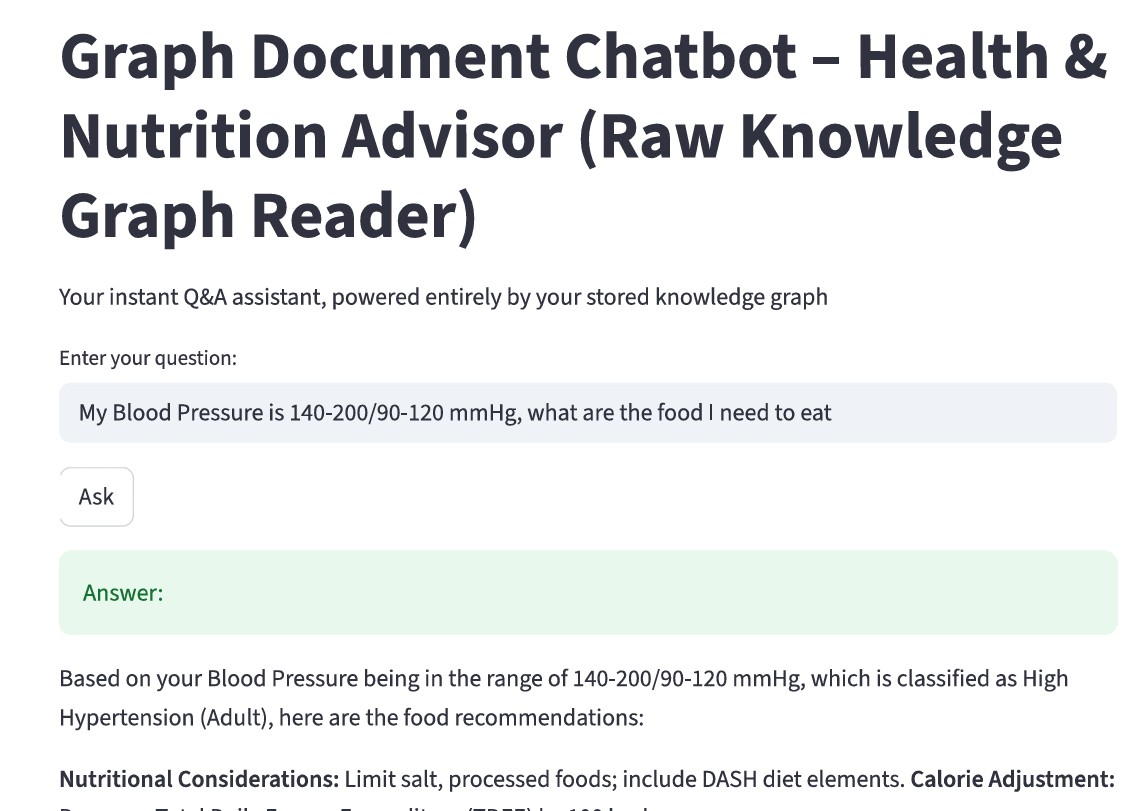 Graph Document Chatbot – Health &
Nutrition Advisor (Raw Knowledge
Graph Reader)
Your instant Q&A assistant, powered entirely by your stored knowledge graph
Enter your question:
My Blood Pressure is 140-200/90-120 mmHg, what are the food I need to eat
Ask
Answer:
Based on your Blood Pressure being in the range of 140-200/90-120 mmHg, which is classified as High
Hypertension (Adult), here are the food recommendations:
Nutritional Considerations: Limit salt, processed foods; include DASH diet elements. Calorie Adjustment: